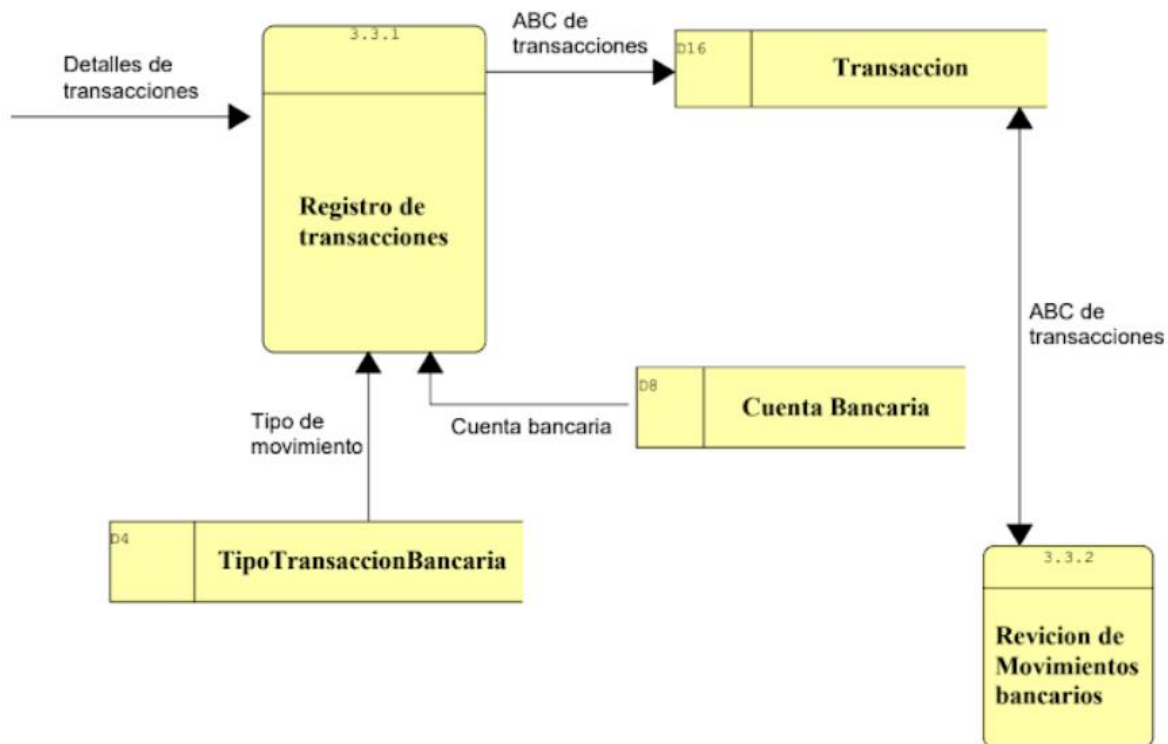 ABC de
transacciones
3.3.1
Detalles de
transacciones
D16
Transaccion
Registro de
transacciones
ABC de
transacciones
D8
Cuenta Bancaria
Tipo de
movimiento
Cuenta bancaria
D4
TipoTransaccionBancaria
3.3.2
Revicion de
Movimientos
bancarios